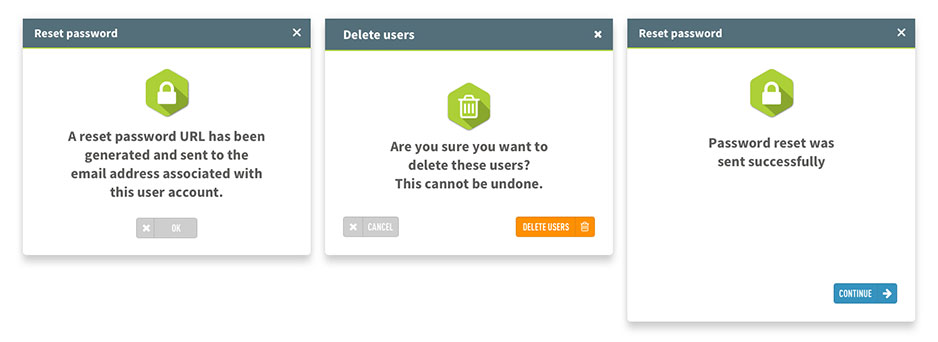 Reset password
A reset password URL has been
generated and sent to the
email address associated with
this user account.
OK
Delete users
Are you sure you want to
delete these users?
This cannot be undone.
CANCEL
DELETE USERS
Reset password
Password reset was
sent successfully
CONTINUE